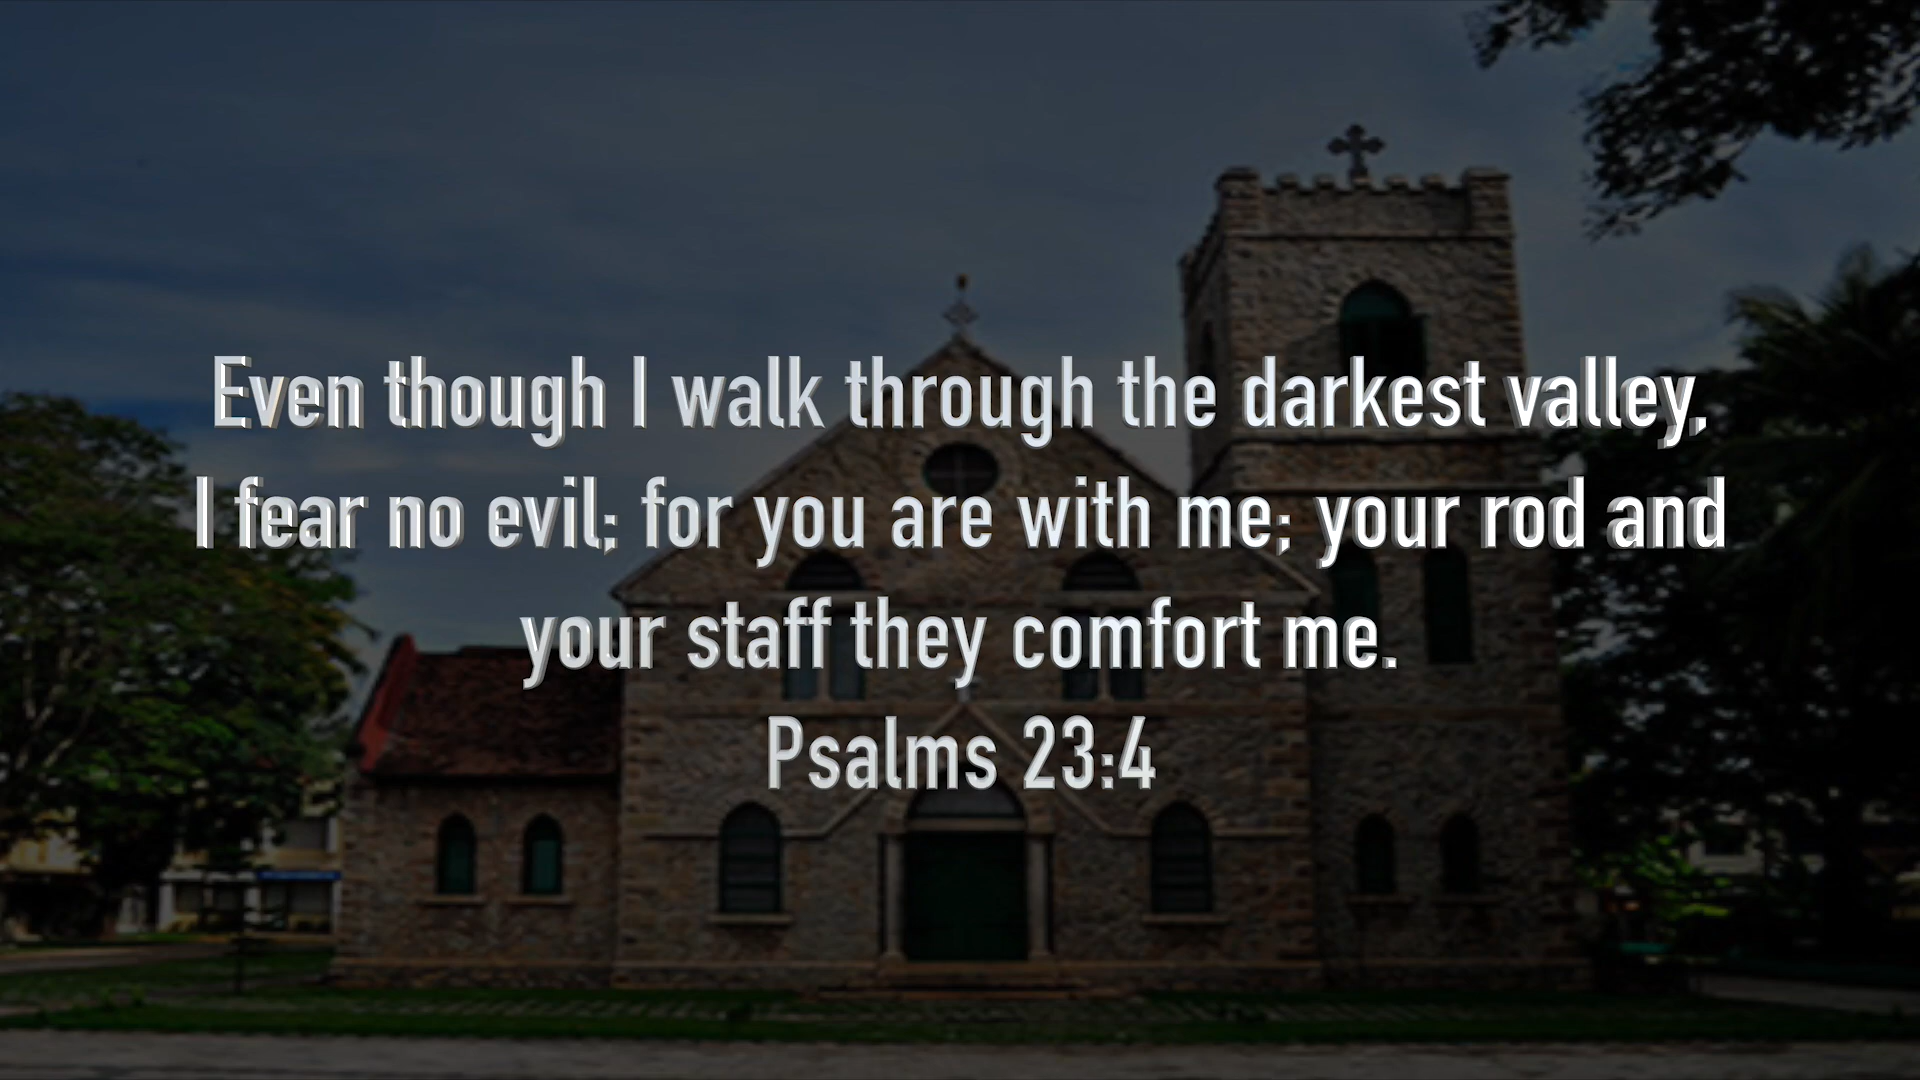 Even though I walk through the darkest valley,
I fear no evil; for you are with me; your rod and
your staff they comfort me.
Psalms 23:4